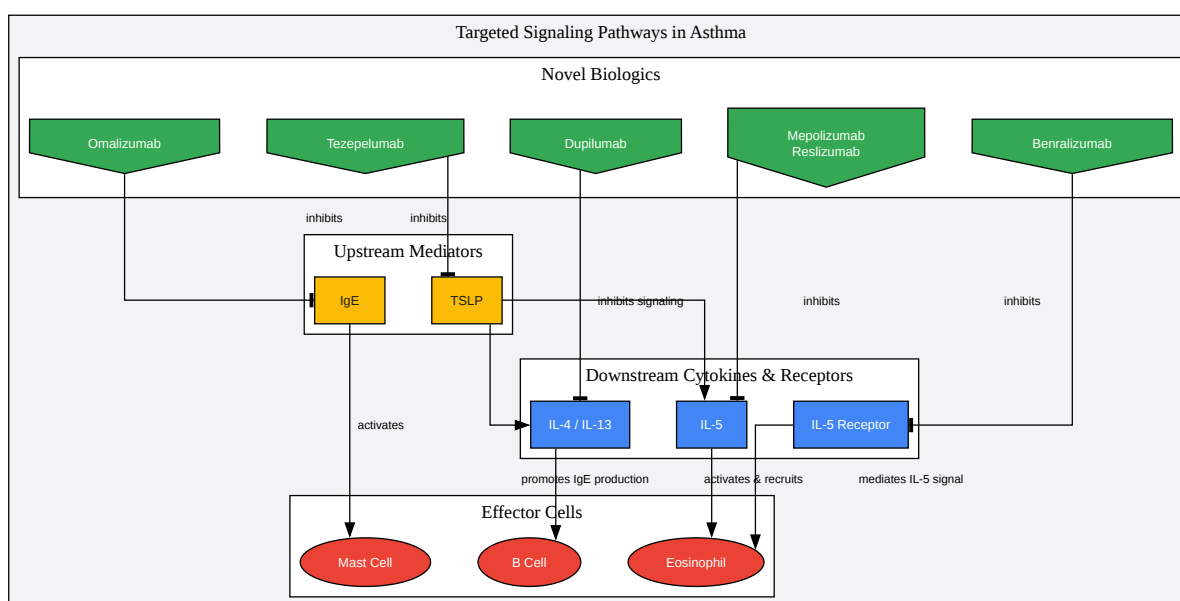 Targeted Signaling Pathways in Asthma
Novel Biologics
Omalizumab
Tezepelumab
Dupilumab
Mepolizumab
Reslizumab
Benralizumab
inhibits
inhibits
Upstream Mediators
IgE
TSLP
inhibits signaling
inhibits
inhibits
Downstream Cytokines & Receptors
IL-4 / IL-13
IL-5
IL-5 Receptor
activates
promotes IgE production
activates & recruits
mediates IL-5 signal
Effector Cells
Mast Cell
B Cell
Eosinophil